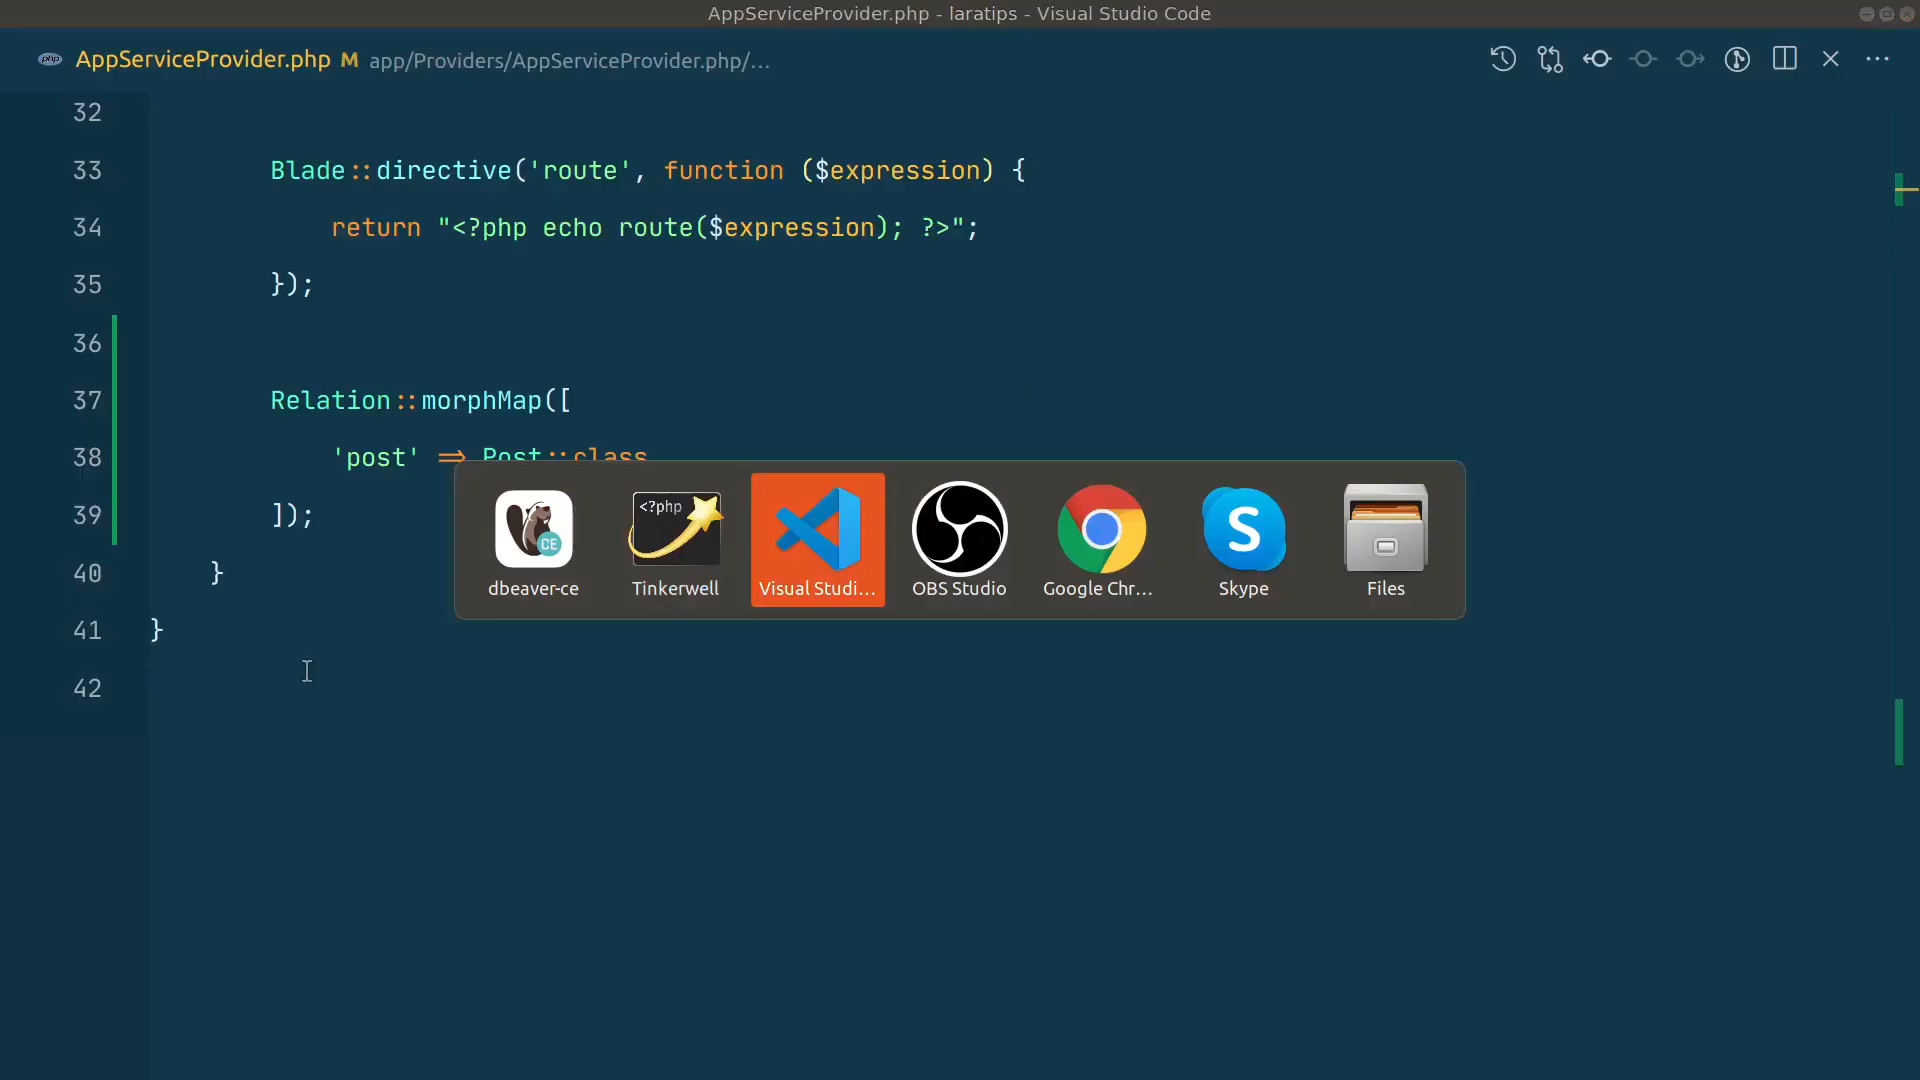 AppServiceProvider.php - laratips - Visual Studio Code
php AppServiceProvider.php M app/Providers/AppServiceProvider.php/...
32
33 Blade::directive('route', function ($expression) {
34 return "<?php echo route($expression); ?>";
35 });
36
37 Relation::morphMap([
38 'post' => Post::class
39 ]);
40 }
41 }
42
CE
<?php
S
dbeaver-ce Tinkerwell Visual Studi... OBS Studio Google Chr... Skype Files